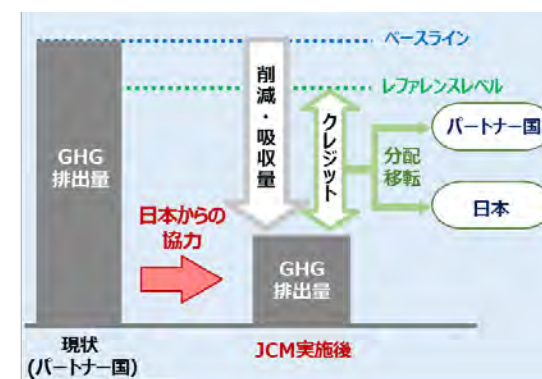 ベースライン
レファレンスレベル
削減・吸収量
クレジット
パートナー国
分配
移転
日本
GHG
排出量
日本からの
協力
GHG
排出量
現状
(パートナー国)
JCM実施後